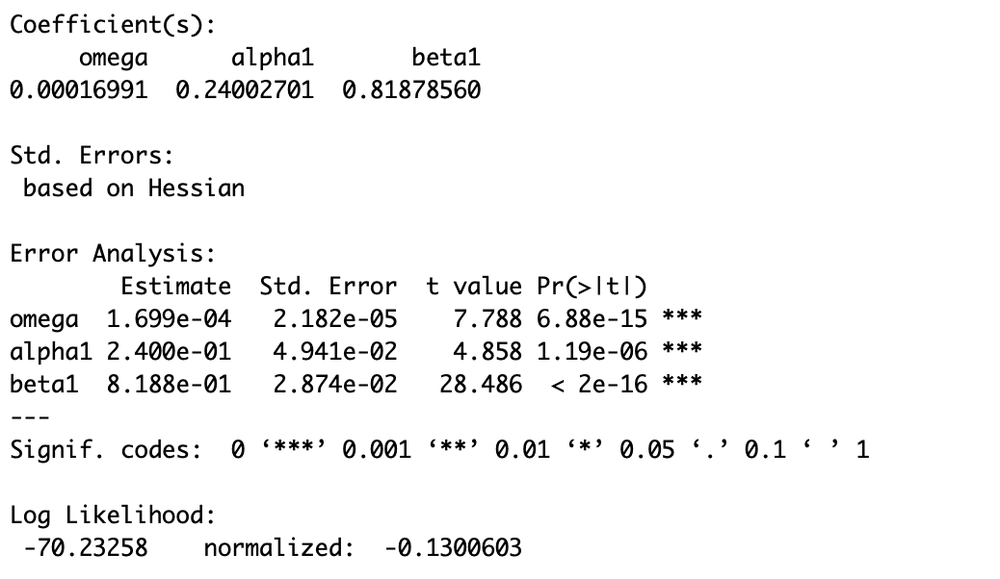 Coefficient(s):
omega alpha1 beta1
0.00016991 0.24002701 0.81878560
Std. Errors:
based on Hessian
Error Analysis:
Estimate Std. Error t value Pr(>|t|)
omega 1.699e-04 2.182e-05 7.788 6.88e-15 ***
alpha1 2.400e-01 4.941e-02 4.858 1.19e-06 ***
beta1 8.188e-01 2.874e-02 28.486 < 2e-16 ***
---
Signif. codes: 0 ‘***’ 0.001 ‘**’ 0.01 ‘*’ 0.05 ‘.’ 0.1 ‘ ’ 1
Log Likelihood:
-70.23258 normalized: -0.1300603